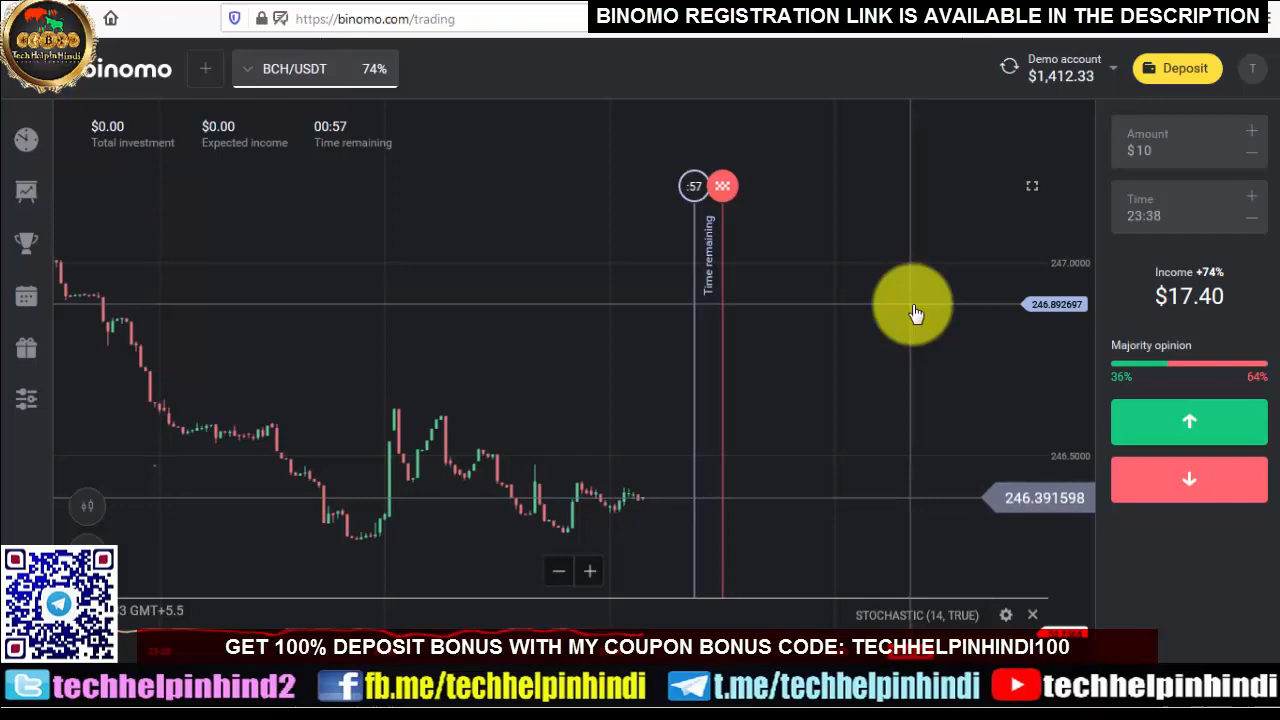 BINOMO REGISTRATION LINK IS AVAILABLE IN THE DESCRIPTION
https://binomo.com/trading
TechHelpInHindi
binomo
+
BCH/USDT 74%
Demo account
$1,412.33
Deposit
T
$0.00
Total investment
$0.00
Expected income
00:57
Time remaining
:57
Time remaining
247.0000
246.892697
246.5000
246.391598
Amount
$10
Time
23:38
Income +74%
$17.40
Majority opinion
36% 64%
3 GMT+5.5
STOCHASTIC (14, TRUE)
GET 100% DEPOSIT BONUS WITH MY COUPON BONUS CODE: TECHHELPINHINDI100
techhelpinhindi2
fb.me/techhelpinhindi
t.me/techhelpinhindi
techhelpinhindi